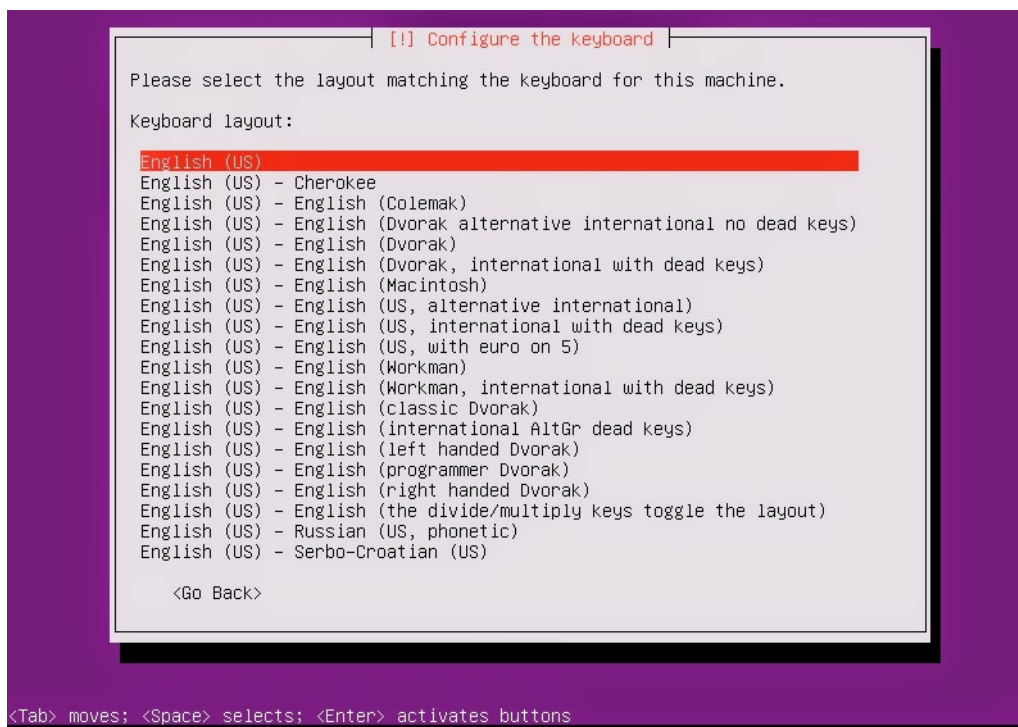 [!] Configure the keyboard
Please select the layout matching the keyboard for this machine.
Keyboard layout:
English (US)
English (US) - Cherokee
English (US) - English (Colemak)
English (US) - English (Dvorak alternative international no dead keys)
English (US) - English (Dvorak)
English (US) - English (Dvorak, international with dead keys)
English (US) - English (Macintosh)
English (US) - English (US, alternative international)
English (US) - English (US, international with dead keys)
English (US) - English (US, with euro on 5)
English (US) - English (Workman)
English (US) - English (Workman, international with dead keys)
English (US) - English (classic Dvorak)
English (US) - English (international AltGr dead keys)
English (US) - English (left handed Dvorak)
English (US) - English (programmer Dvorak)
English (US) - English (right handed Dvorak)
English (US) - English (the divide/multiply keys toggle the layout)
English (US) - Russian (US, phonetic)
English (US) - Serbo-Croatian (US)
<Go Back>
<Tab> moves; <Space> selects; <Enter> activates buttons